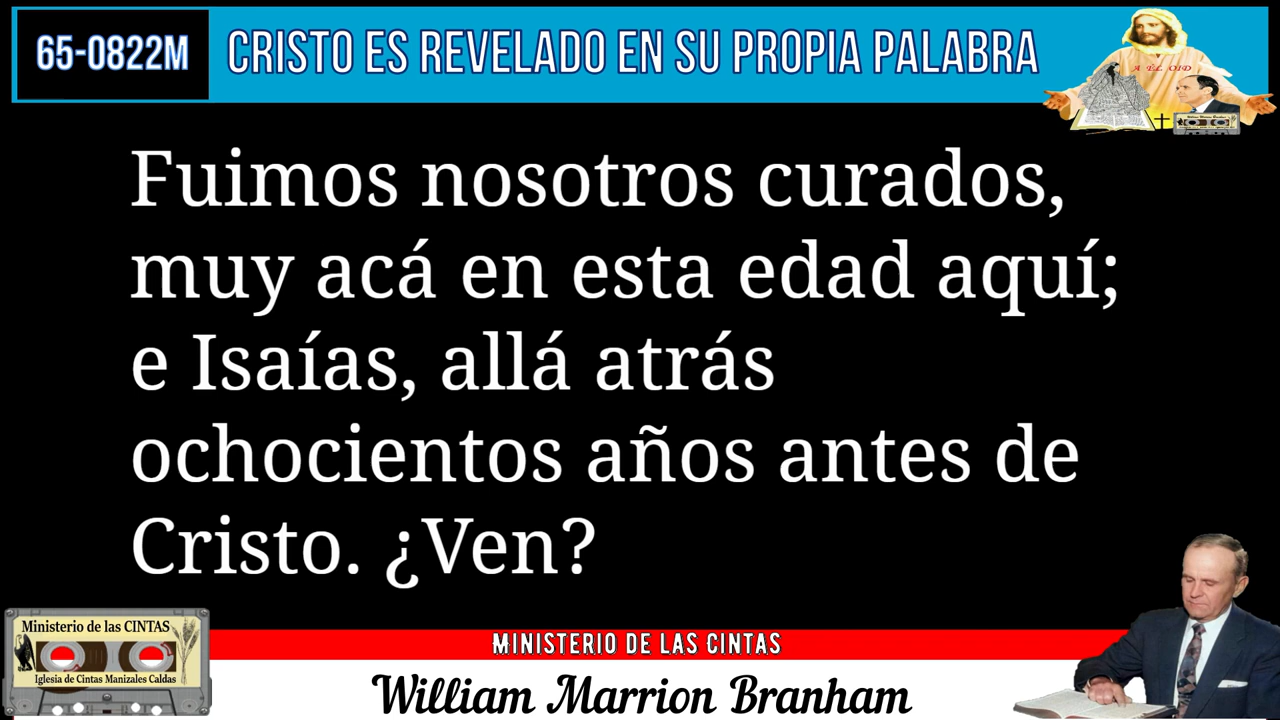 65-0822M
CRISTO ES REVELADO EN SU PROPIA PALABRA
A ÉL OID
Fuimos nosotros curados,
muy acá en esta edad aquí;
e Isaías, allá atrás
ochocientos años antes de
Cristo. ¿Ven?
Ministerio de las CINTAS
Iglesia de Cintas Manizales Caldas
MINISTERIO DE LAS CINTAS
William Marrion Branham